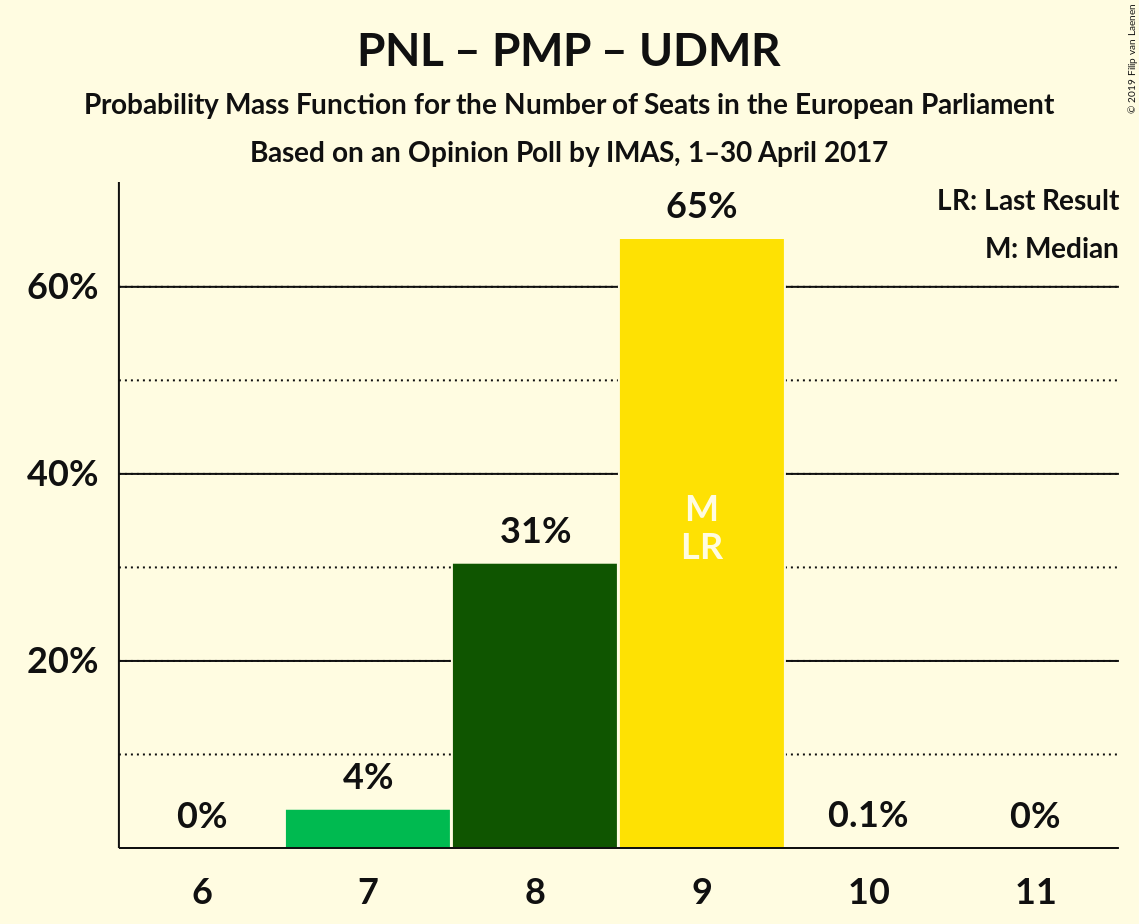 PNL – PMP – UDMR
Probability Mass Function for the Number of Seats in the European Parliament
Based on an Opinion Poll by IMAS, 1–30 April 2017
© 2019 Filip van Laenen
LR: Last Result
M: Median
65%
60%
40%
31%
M
LR
20%
4%
0%
0.1%
0%
6
7
8
9
10
11